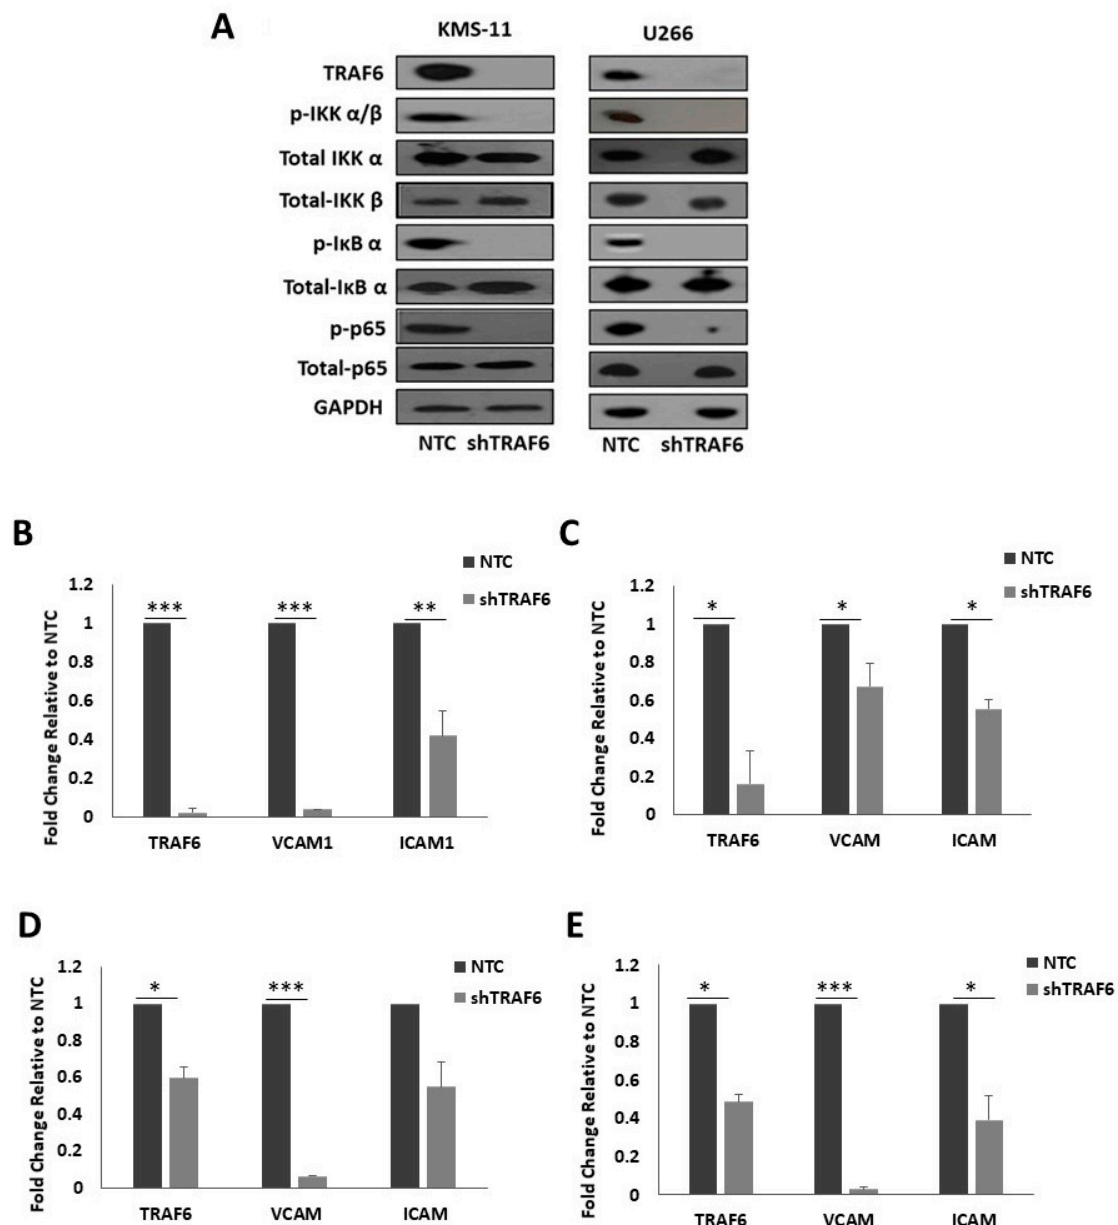 A
KMS-11 U266
TRAF6
p-IKK α/β
Total IKK α
Total-IKK β
p-IκB α
Total-IκB α
p-p65
Total-p65
GAPDH
NTC shTRAF6 NTC shTRAF6
B
NTC
shTRAF6
Fold Change Relative to NTC
1.2
1
0.8
0.6
0.4
0.2
0
*** *** **
TRAF6 VCAM1 ICAM1
C
NTC
shTRAF6
Fold Change Relative to NTC
1.2
1
0.8
0.6
0.4
0.2
0
* * *
TRAF6 VCAM ICAM
D
NTC
shTRAF6
Fold Change Relative to NTC
1.2
1
0.8
0.6
0.4
0.2
0
* ***
TRAF6 VCAM ICAM
E
NTC
shTRAF6
Fold Change Relative to NTC
1.2
1
0.8
0.6
0.4
0.2
0
* *** *
TRAF6 VCAM ICAM